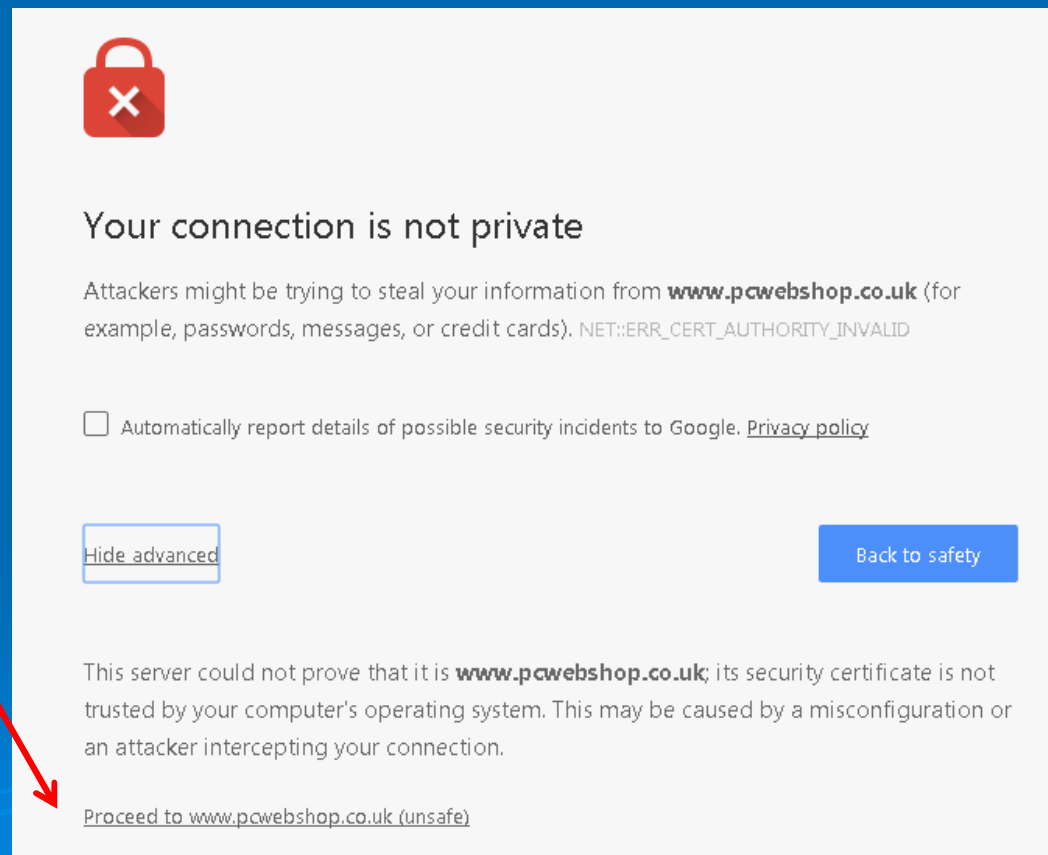 Your connection is not private
Attackers might be trying to steal your information from www.pcwebshop.co.uk (for
example, passwords, messages, or credit cards). NET::ERR_CERT_AUTHORITY_INVALID
Automatically report details of possible security incidents to Google. Privacy policy
Hide advanced
Back to safety
This server could not prove that it is www.pcwebshop.co.uk; its security certificate is not
trusted by your computer's operating system. This may be caused by a misconfiguration or
an attacker intercepting your connection.
Proceed to www.pcwebshop.co.uk (unsafe)